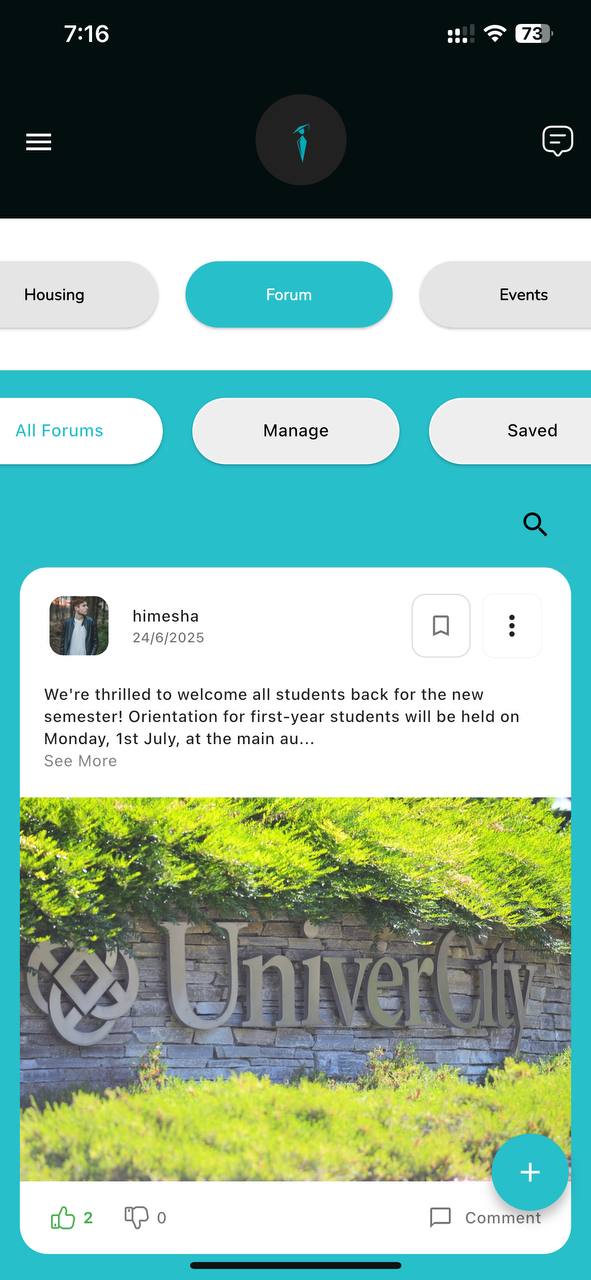 7:16
73
Housing
Forum
Events
All Forums
Manage
Saved
himesha
24/6/2025
We're thrilled to welcome all students back for the new
semester! Orientation for first-year students will be held on
Monday, 1st July, at the main au...
See More
UniverCity
2
0
Comment